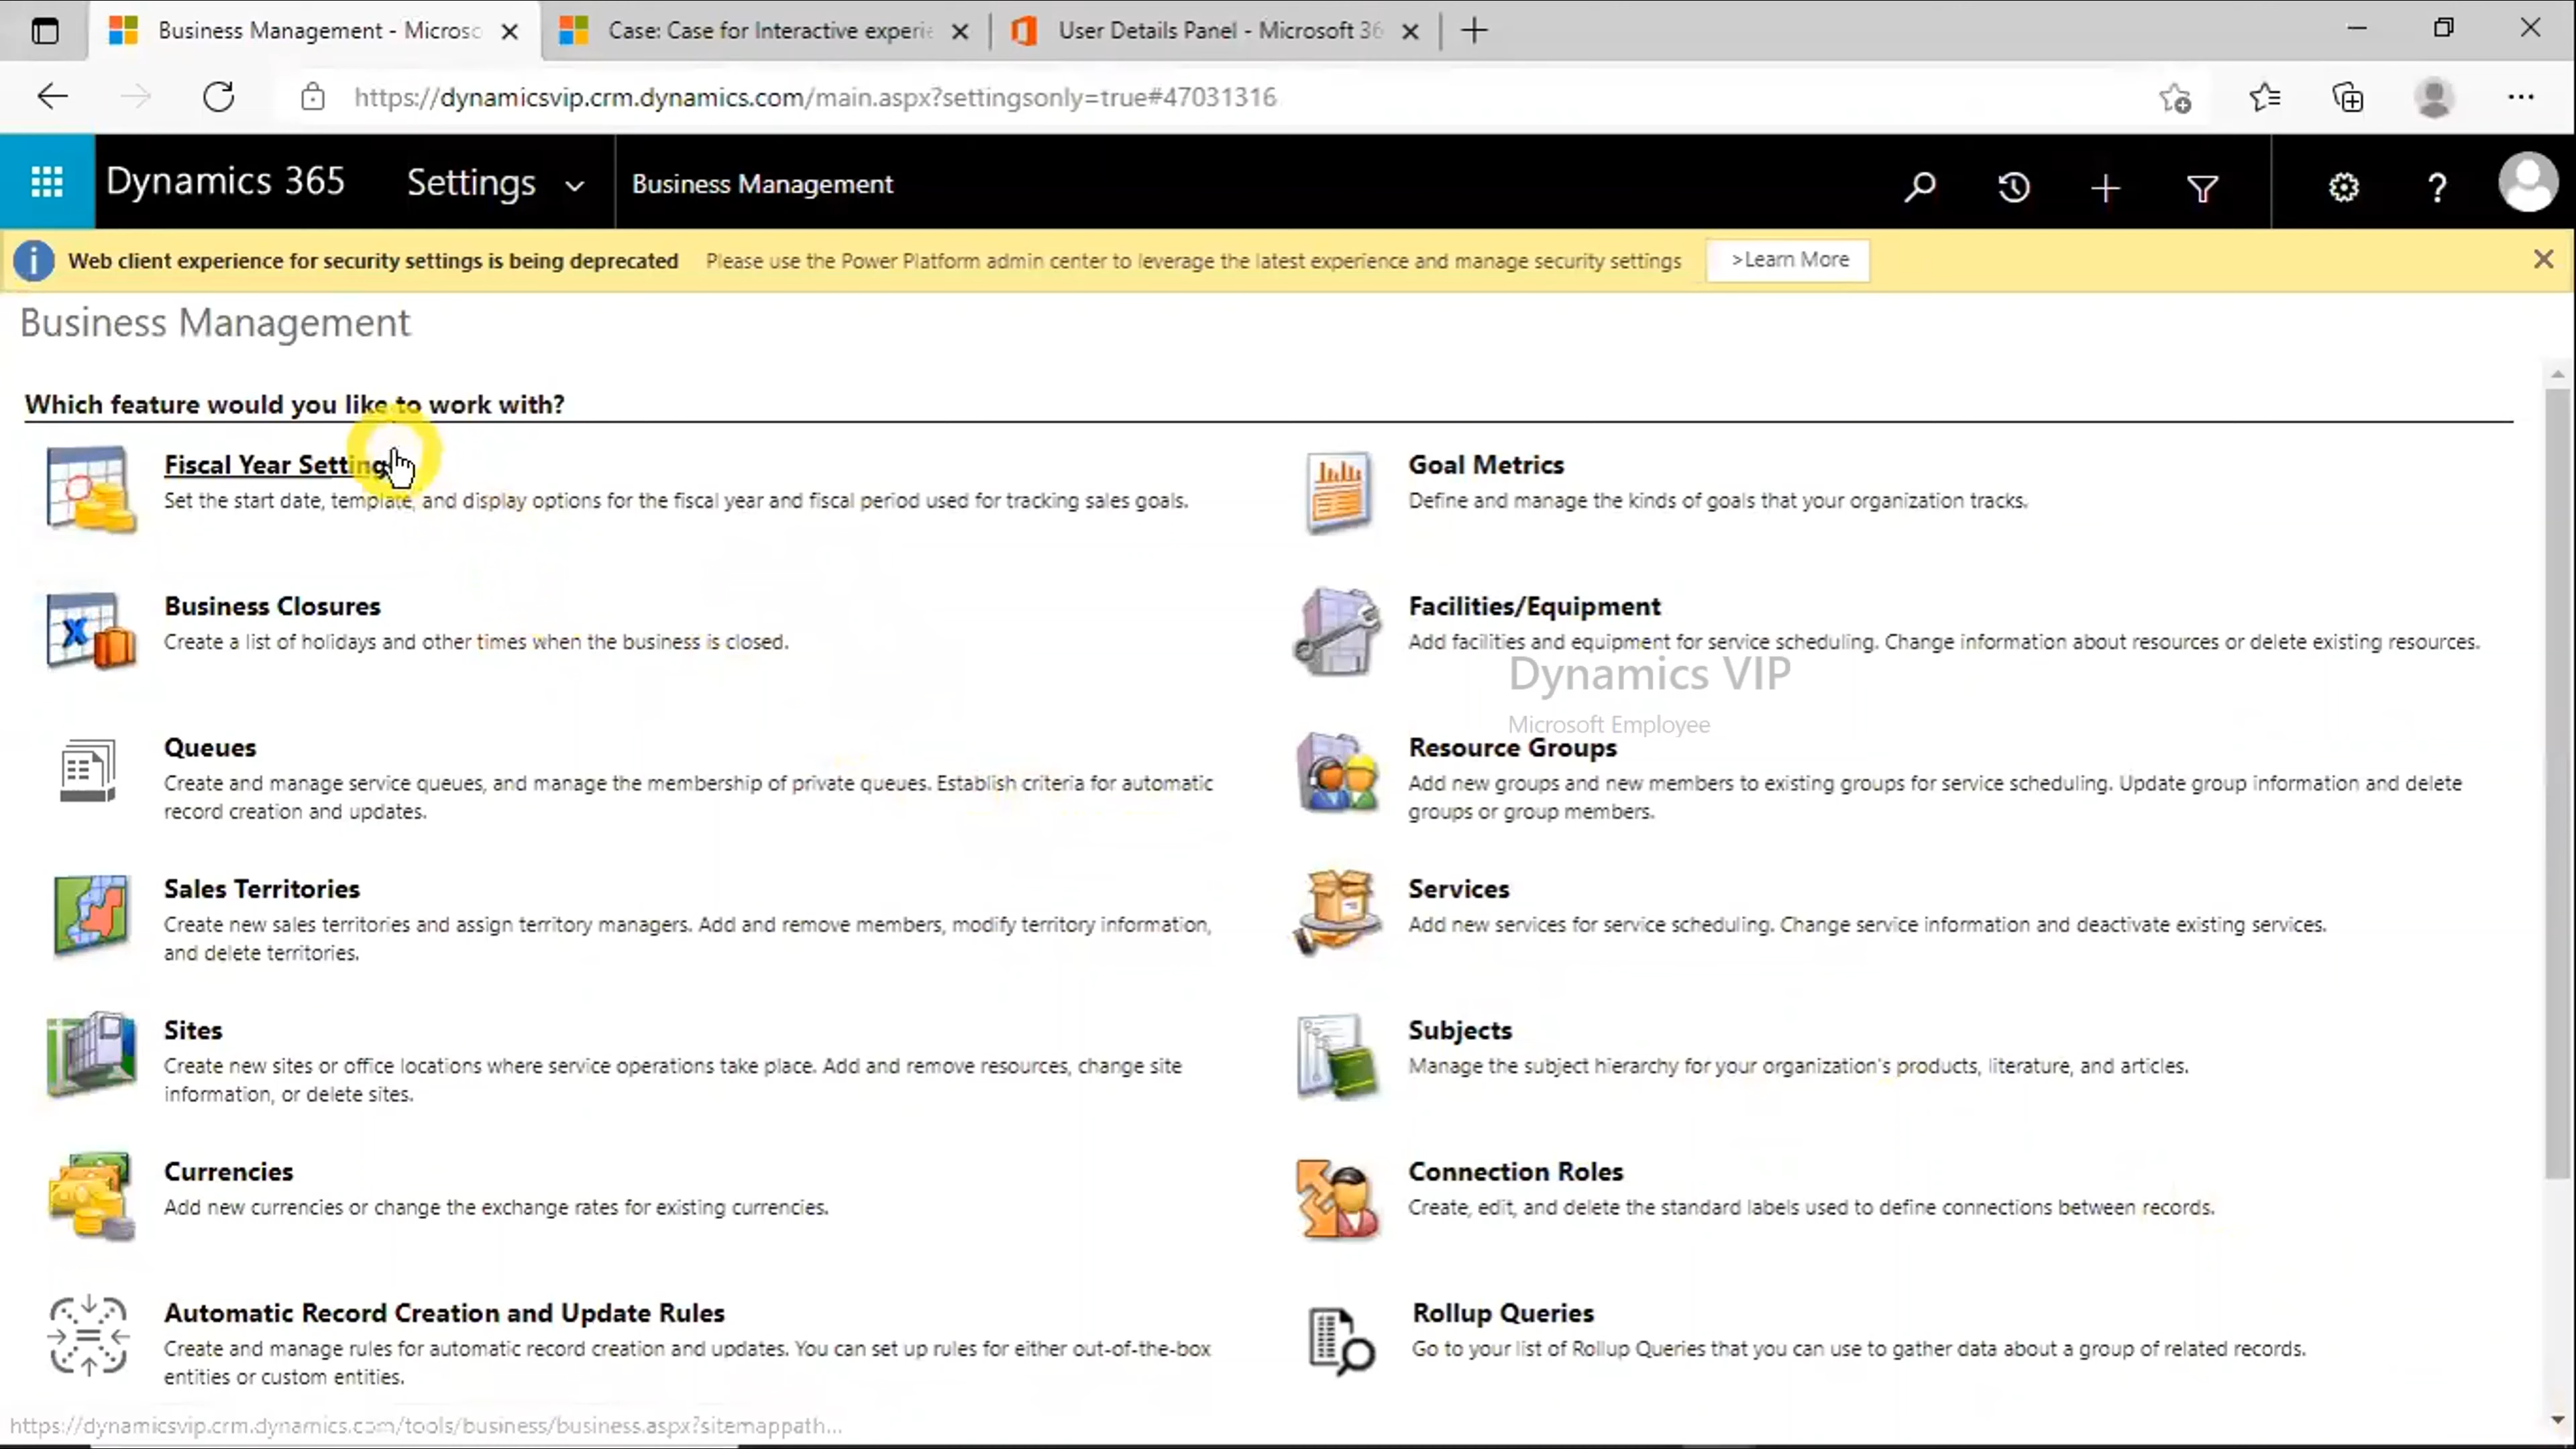 Business Management - Microso
Case: Case for Interactive experie
User Details Panel - Microsoft 36
https://dynamicsvip.crm.dynamics.com/main.aspx?settingsonly=true#47031316
Dynamics 365
Settings
Business Management
Web client experience for security settings is being deprecated
Please use the Power Platform admin center to leverage the latest experience and manage security settings
>Learn More
Business Management
Which feature would you like to work with?
Fiscal Year Setting
Set the start date, template, and display options for the fiscal year and fiscal period used for tracking sales goals.
Goal Metrics
Define and manage the kinds of goals that your organization tracks.
Business Closures
Create a list of holidays and other times when the business is closed.
Facilities/Equipment
Add facilities and equipment for service scheduling. Change information about resources or delete existing resources.
Dynamics VIP
Microsoft Employee
Queues
Create and manage service queues, and manage the membership of private queues. Establish criteria for automatic
record creation and updates.
Resource Groups
Add new groups and new members to existing groups for service scheduling. Update group information and delete
groups or group members.
Sales Territories
Create new sales territories and assign territory managers. Add and remove members, modify territory information,
and delete territories.
Services
Add new services for service scheduling. Change service information and deactivate existing services.
Sites
Create new sites or office locations where service operations take place. Add and remove resources, change site
information, or delete sites.
Subjects
Manage the subject hierarchy for your organization's products, literature, and articles.
Currencies
Add new currencies or change the exchange rates for existing currencies.
Connection Roles
Create, edit, and delete the standard labels used to define connections between records.
Automatic Record Creation and Update Rules
Create and manage rules for automatic record creation and updates. You can set up rules for either out-of-the-box
entities or custom entities.
Rollup Queries
Go to your list of Rollup Queries that you can use to gather data about a group of related records.
https://dynamicsvip.crm.dynamics.com/tools/business/business.aspx?sitemappath...